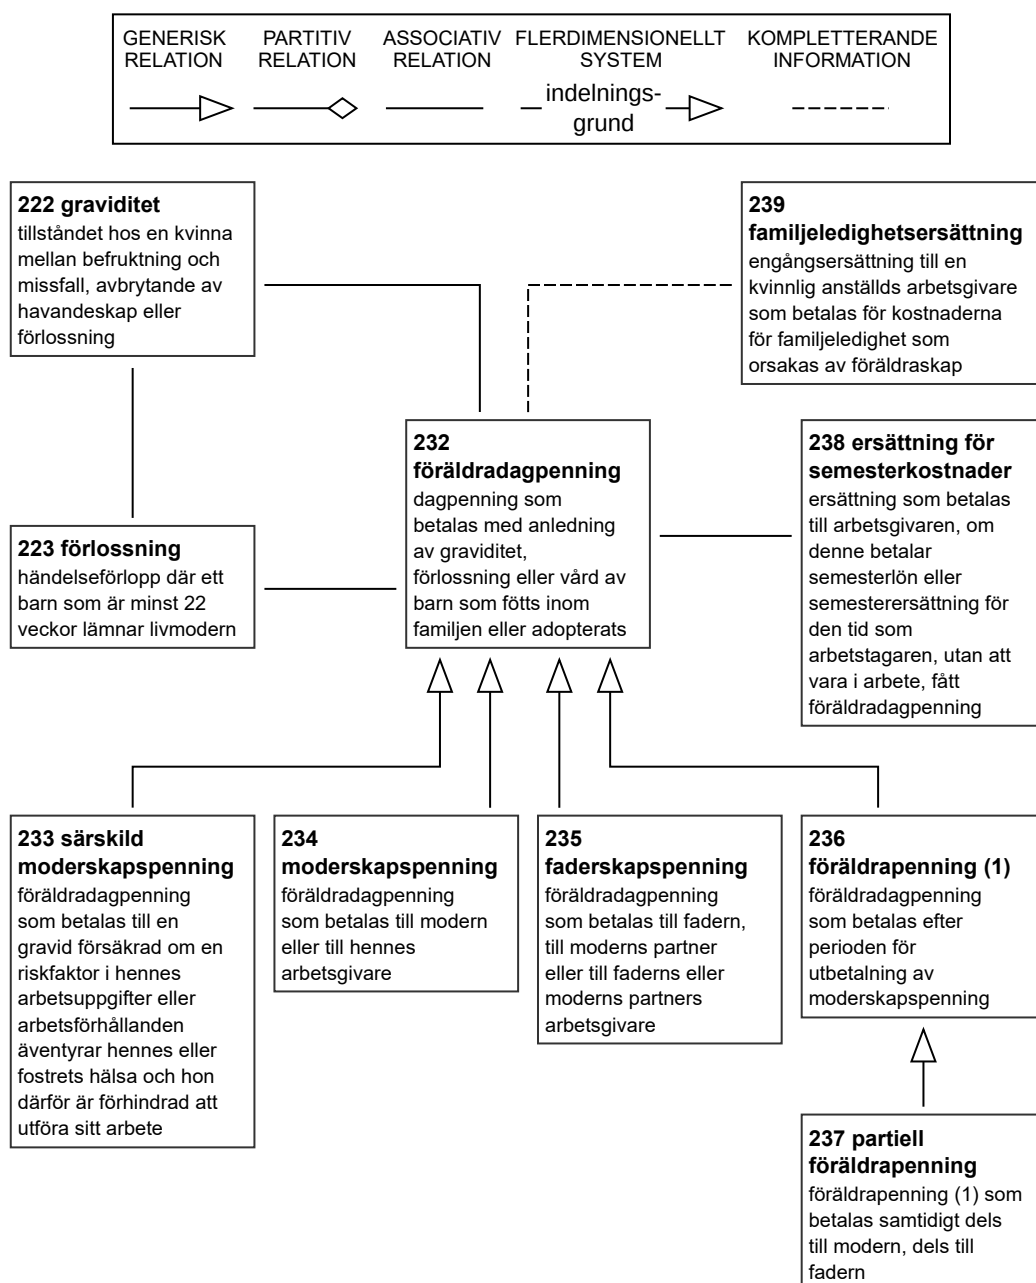 GENERISK
RELATION
PARTITIV
RELATION
ASSOCIATIV
RELATION
FLERDIMENSIONELLT
SYSTEM
KOMPLETTERANDE
INFORMATION
indelnings-
grund
222 graviditet
tillståndet hos en kvinna
mellan befruktning och
missfall, avbrytande av
havandeskap eller
förlossning
239
familjeledighetsersättning
engångsersättning till en
kvinnlig anställds arbetsgivare
som betalas för kostnaderna
för familjeledighet som
orsakas av föräldraskap
232
föräldradagpenning
dagpenning som
betalas med anledning
av graviditet,
förlossning eller vård av
barn som fötts inom
familjen eller adopterats
238 ersättning för
semesterkostnader
ersättning som betalas
till arbetsgivaren, om
denne betalar
semesterlön eller
semesterersättning för
den tid som
arbetstagaren, utan att
vara i arbete, fått
föräldradagpenning
223 förlossning
händelseförlopp där ett
barn som är minst 22
veckor lämnar livmodern
233 särskild
moderskapspenning
föräldradagpenning
som betalas till en
gravid försäkrad om en
riskfaktor i hennes
arbetsuppgifter eller
arbetsförhållanden
äventyrar hennes eller
fostrets hälsa och hon
därför är förhindrad att
utföra sitt arbete
234
moderskapspenning
föräldradagpenning
som betalas till modern
eller till hennes
arbetsgivare
235
faderskapspenning
föräldradagpenning
som betalas till fadern,
till moderns partner
eller till faderns eller
moderns partners
arbetsgivare
236
föräldrapenning (1)
föräldradagpenning
som betalas efter
perioden för
utbetalning av
moderskapspenning
237 partiell
föräldrapenning
föräldrapenning (1) som
betalas samtidigt dels
till modern, dels till
fadern